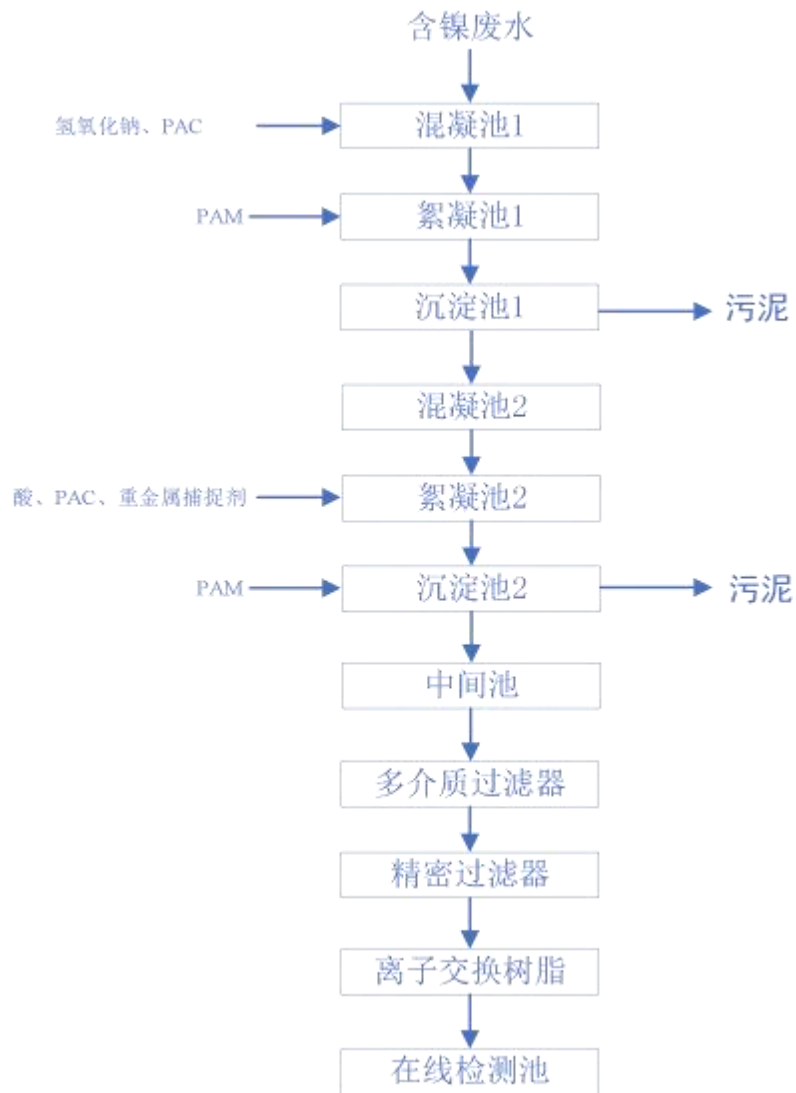 含镍废水
氢氧化钠、PAC
混凝池1
PAM
絮凝池1
沉淀池1
污泥
混凝池2
酸、PAC、重金属捕捉剂
絮凝池2
PAM
沉淀池2
污泥
中间池
多介质过滤器
精密过滤器
离子交换树脂
在线检测池